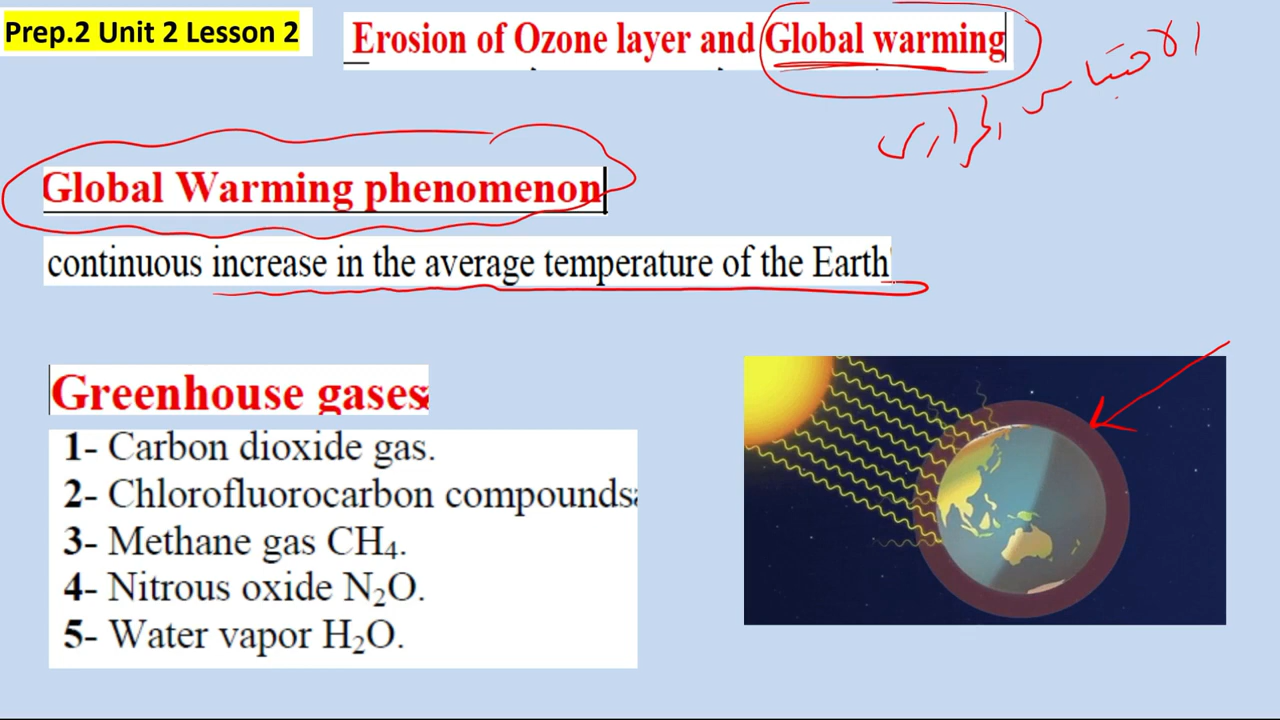 Prep.2 Unit 2 Lesson 2
Erosion of Ozone layer and Global warming
الاحتباس الحرارى
Global Warming phenomenon
continuous increase in the average temperature of the Earth
Greenhouse gases
1- Carbon dioxide gas.
2- Chlorofluorocarbon compounds
3- Methane gas CH₄.
4- Nitrous oxide N₂O.
5- Water vapor H₂O.